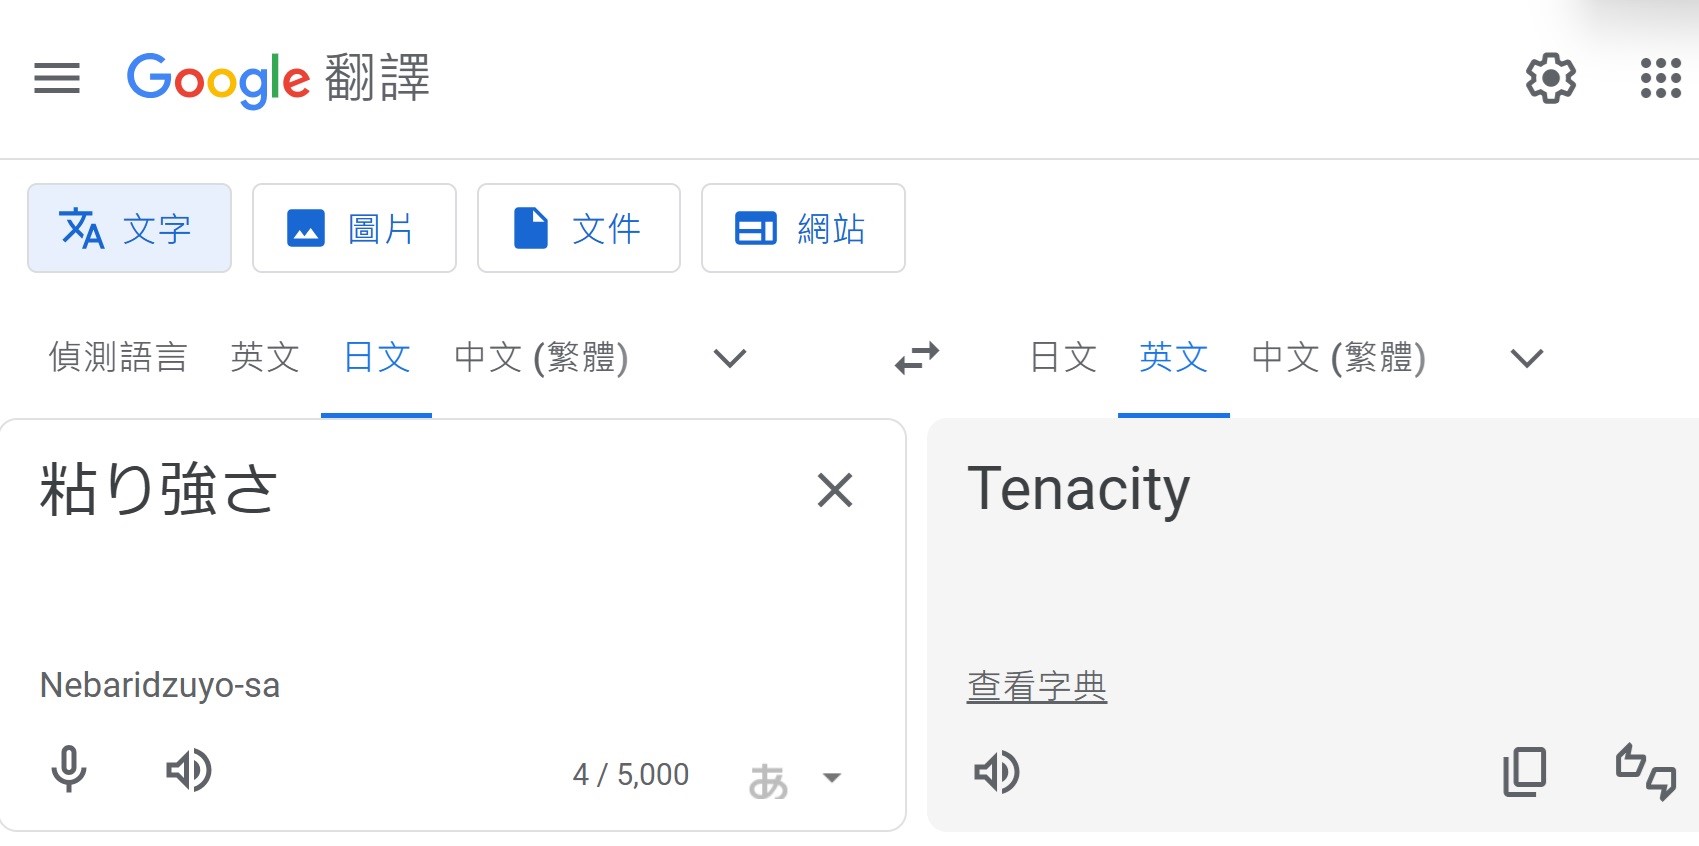 Google 翻譯
文字 圖片 文件 網站
偵測語言 英文 日文 中文 (繁體) 日文 英文 中文 (繁體)
粘り強さ
Tenacity
Nebaridzuyo-sa
查看字典
4 / 5,000 あ